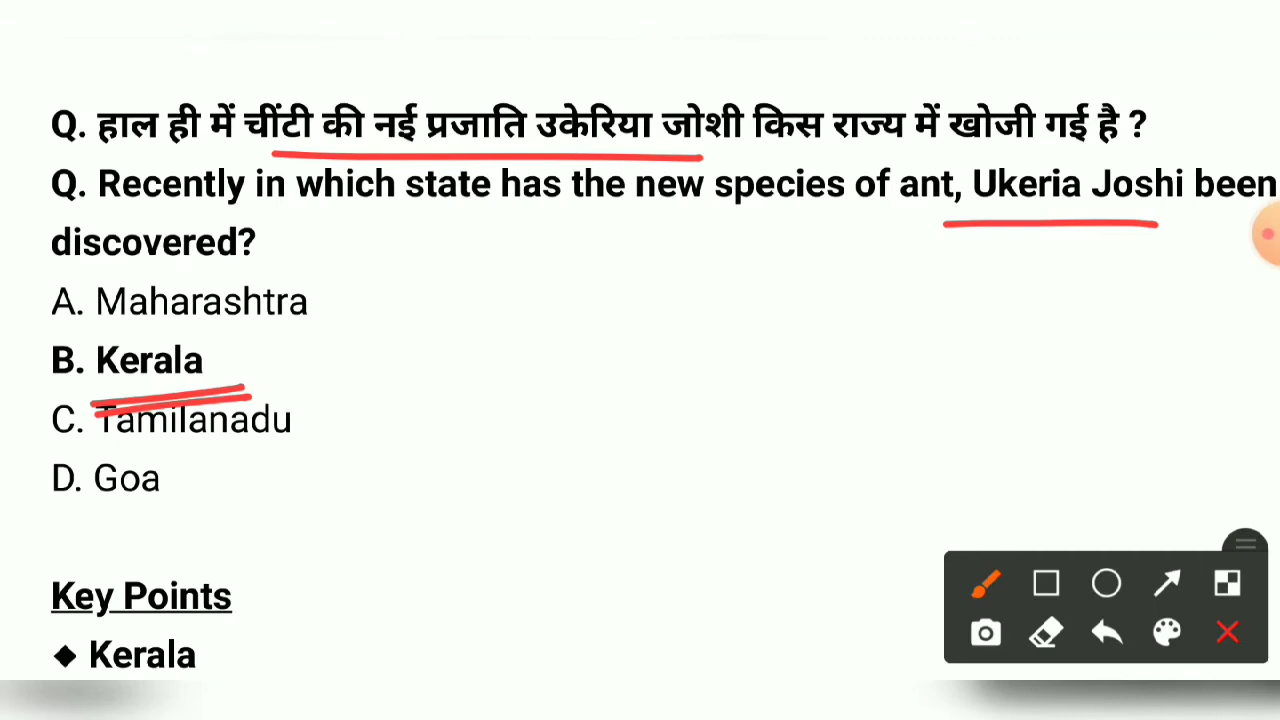 Q. हाल ही में चींटी की नई प्रजाति उकेरिया जोशी किस राज्य में खोजी गई है ?
Q. Recently in which state has the new species of ant, Ukeria Joshi been
discovered?
A. Maharashtra
B. Kerala
C. Tamilanadu
D. Goa
Key Points
◆ Kerala